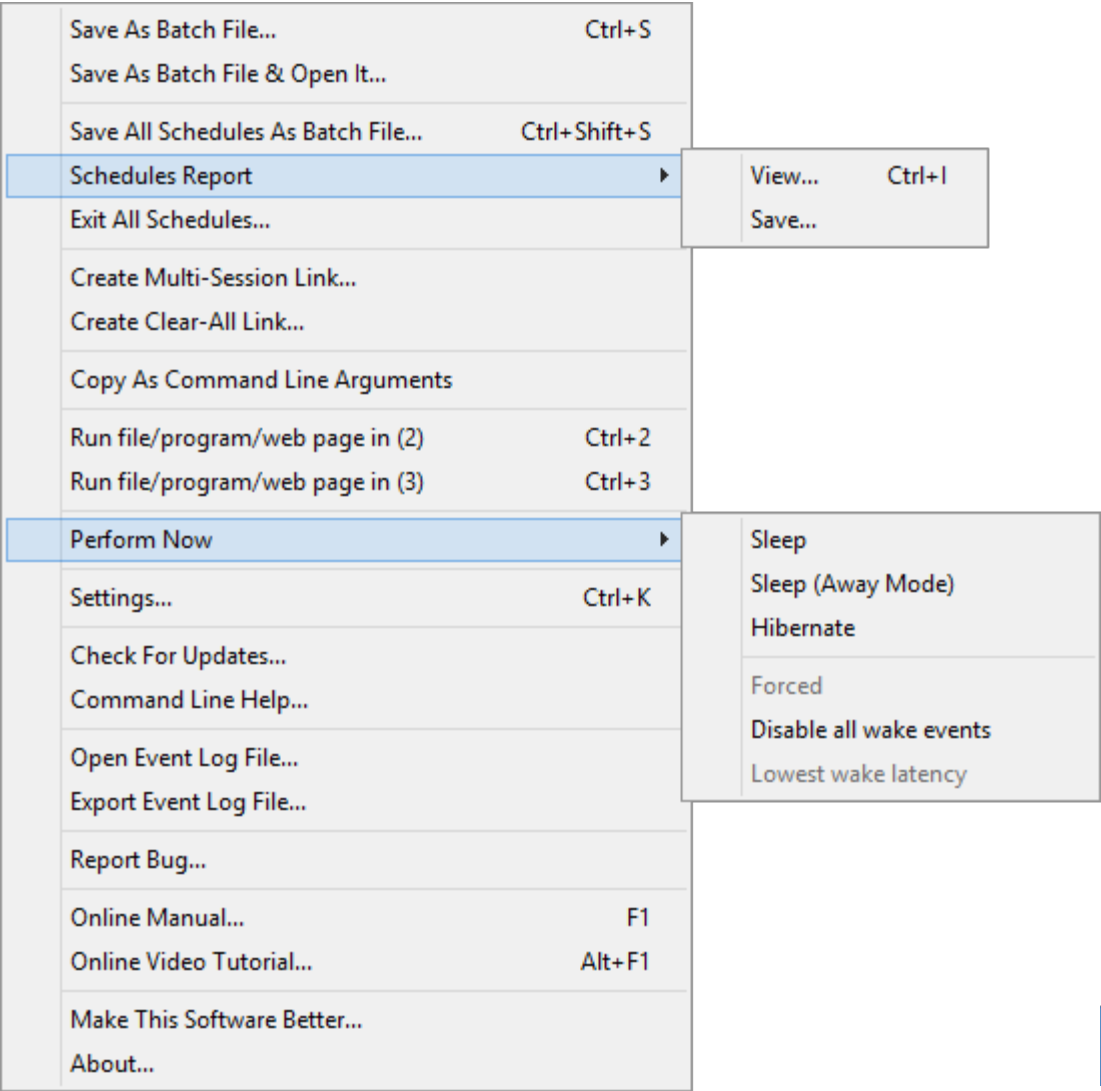 Save As Batch File... Ctrl+S
Save As Batch File & Open It...
Save All Schedules As Batch File... Ctrl+Shift+S
Schedules Report
View... Ctrl+I
Save...
Exit All Schedules...
Create Multi-Session Link...
Create Clear-All Link...
Copy As Command Line Arguments
Run file/program/web page in (2) Ctrl+2
Run file/program/web page in (3) Ctrl+3
Perform Now
Sleep
Sleep (Away Mode)
Hibernate
Forced
Disable all wake events
Lowest wake latency
Settings... Ctrl+K
Check For Updates...
Command Line Help...
Open Event Log File...
Export Event Log File...
Report Bug...
Online Manual... F1
Online Video Tutorial... Alt+F1
Make This Software Better...
About...